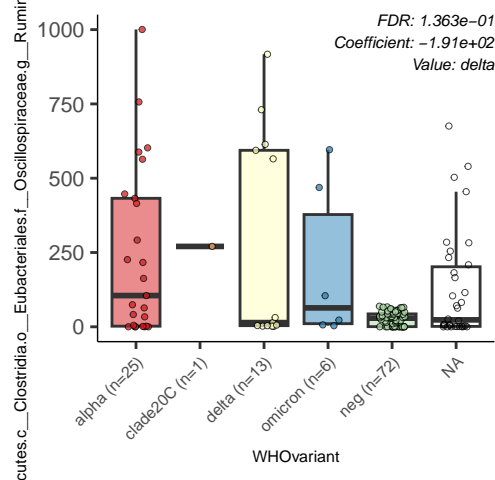 FDR: 1.363e−01
Coefficient: −1.91e+02
Value: delta
cutes.c__Clostridia.o__Eubacteriales.f__Oscillospiraceae.g__Rumin
1000
750
500
250
0
alpha (n=25)
clade20C (n=1)
delta (n=13)
omicron (n=6)
neg (n=72)
NA
WHOvariant